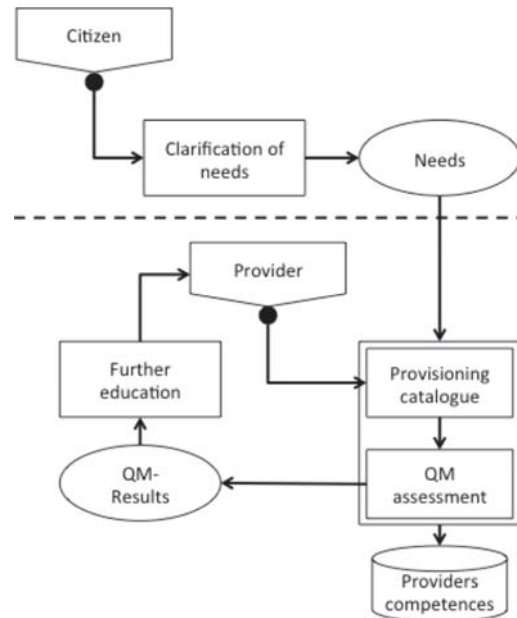 Citizen
Clarification of
needs
Needs
Provider
Further
education
Provisioning
catalogue
QM-
Results
QM
assessment
Providers
competences